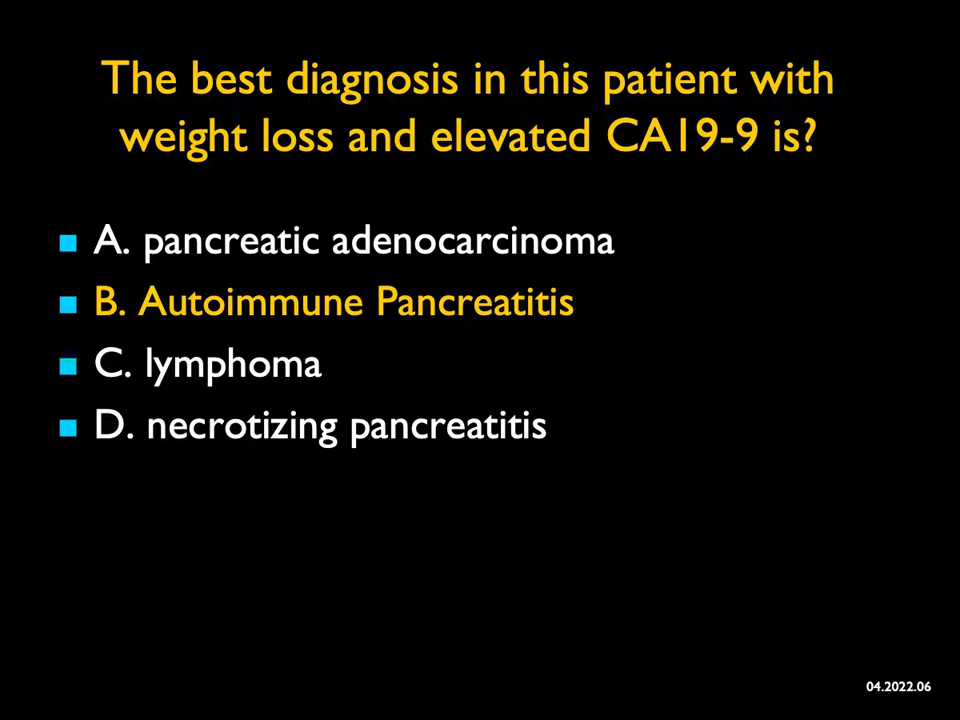 The best diagnosis in this patient with
weight loss and elevated CA19-9 is?
A. pancreatic adenocarcinoma
B. Autoimmune Pancreatitis
C. lymphoma
D. necrotizing pancreatitis
04.2022.06